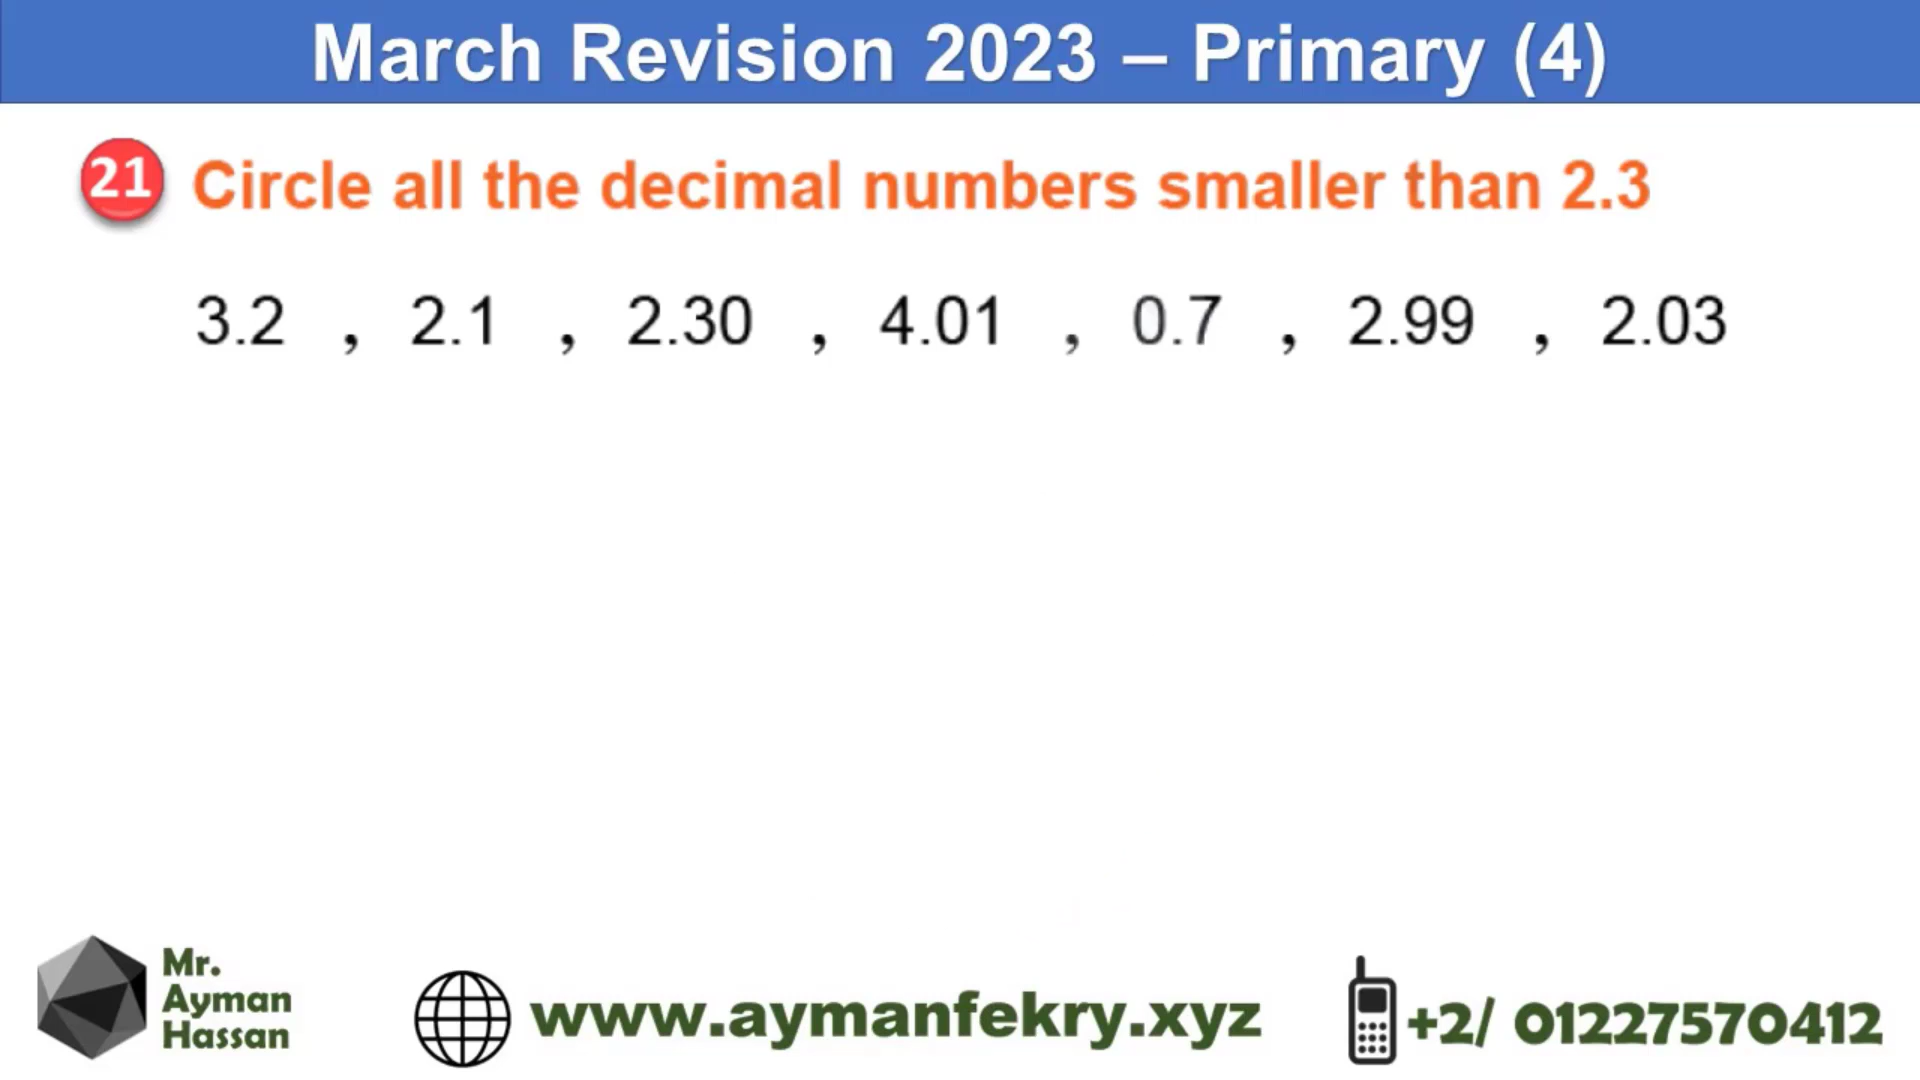 March Revision 2023 – Primary (4)
21 Circle all the decimal numbers smaller than 2.3
3.2 , 2.1 , 2.30 , 4.01 , 0.7 , 2.99 , 2.03
Mr.
Ayman
Hassan
www.aymanfekry.xyz
+2/ 01227570412